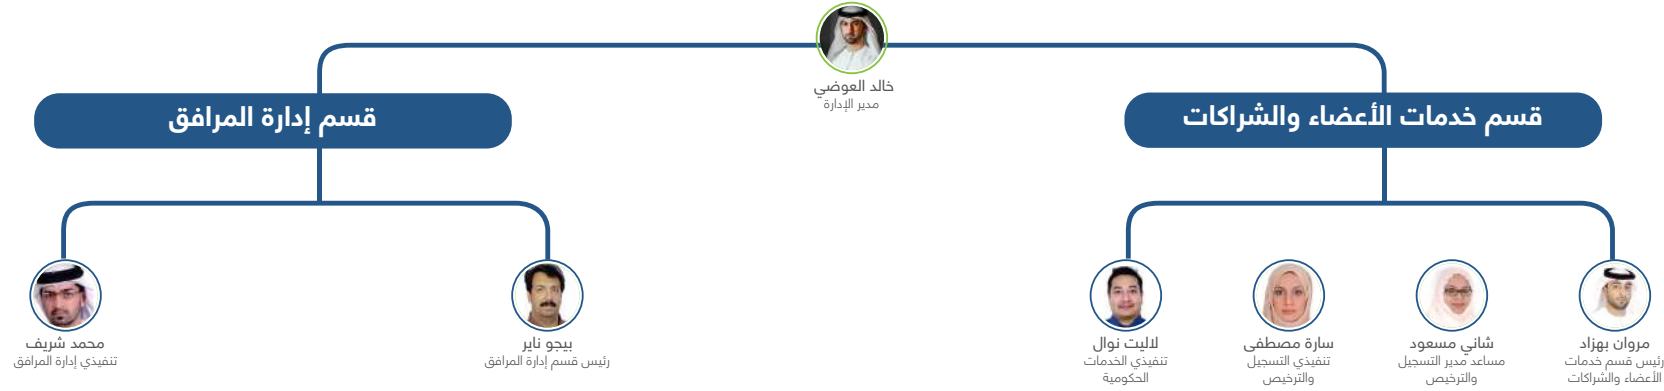 خالد العوضي
مدير الإدارة
قسم خدمات الأعضاء والشراكات
قسم إدارة المرافق
مروان بهزاد
رئيس قسم خدمات
الأعضاء والشراكات
شاني مسعود
مساعد مدير التسجيل
والترخيص
سارة مصطفى
تنفيذي التسجيل
والترخيص
لاليت نوال
تنفيذي الخدمات
الحكومية
بيجو ناير
رئيس قسم إدارة المرافق
محمد شريف
تنفيذي إدارة المرافق